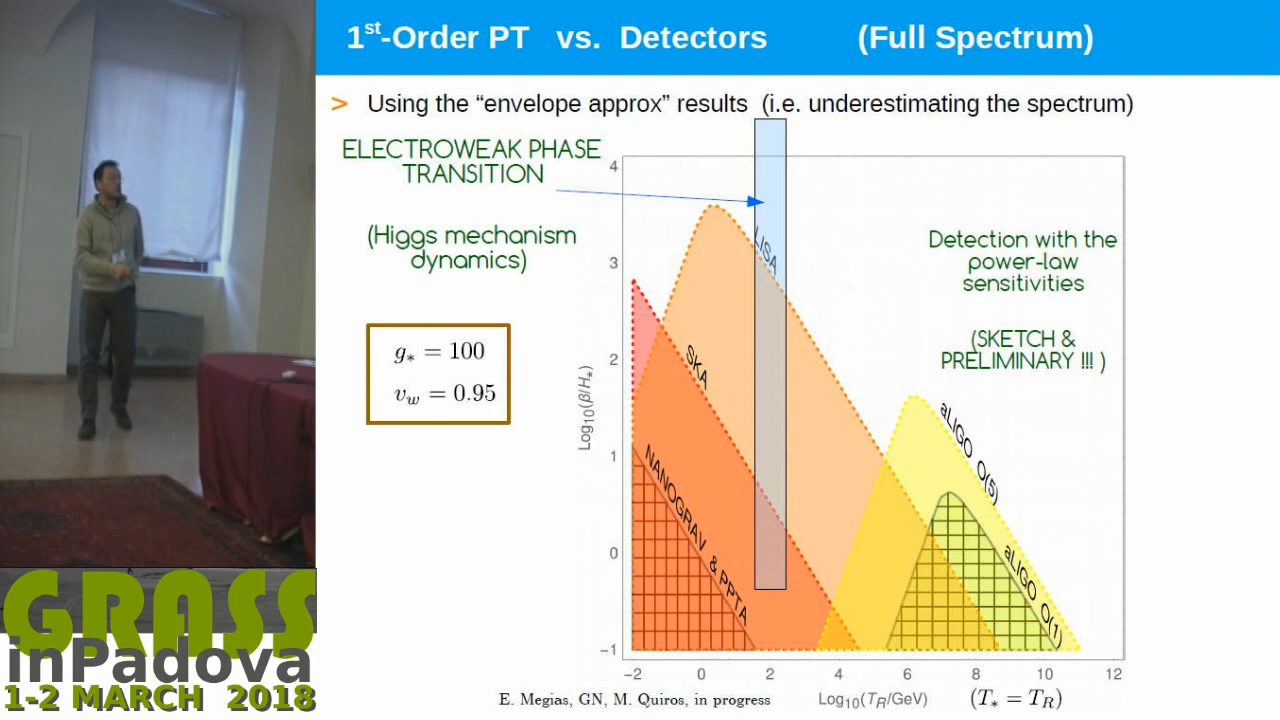 1st-Order PT vs. Detectors (Full Spectrum)
> Using the “envelope approx” results (i.e. underestimating the spectrum)
ELECTROWEAK PHASE
TRANSITION
(Higgs mechanism
dynamics)
g* = 100
v_w = 0.95
Detection with the
power-law
sensitivities
(SKETCH &
PRELIMINARY !!! )
LISA
SKA
NANOGRAV & PPTA
aLIGO O(5)
aLIGO O(1)
Log10(β/H*)
4
3
2
1
0
−1
−2 0 2 4 6 8 10 12
Log10(T_R/GeV) (T* = T_R)
E. Megias, GN, M. Quiros, in progress
GRASS
inPadova
1-2 MARCH 2018